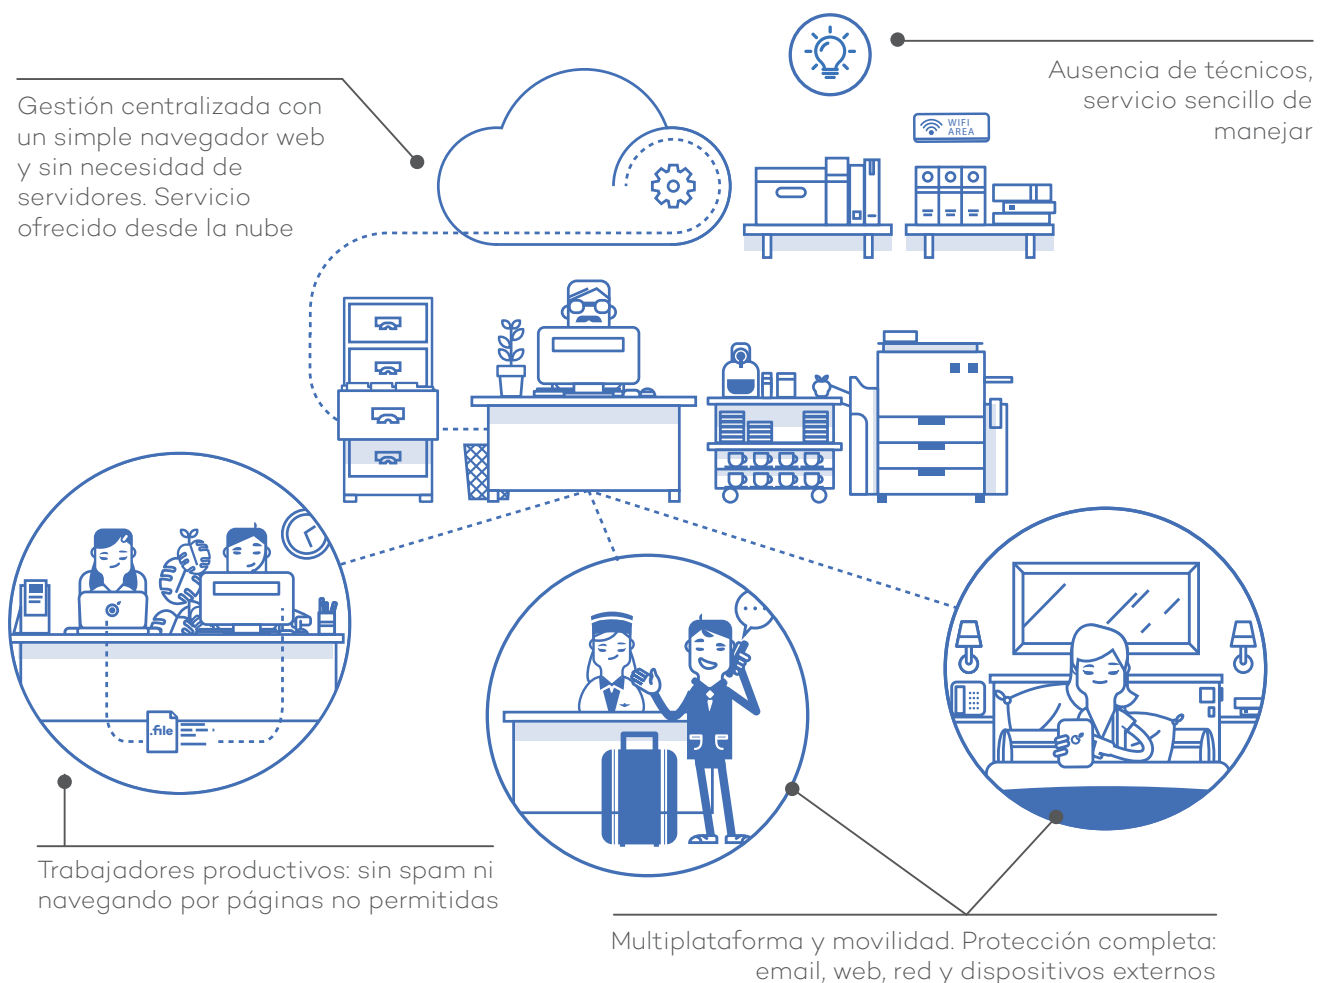 Gestión centralizada con
un simple navegador web
y sin necesidad de
servidores. Servicio
ofrecido desde la nube
Ausencia de técnicos,
servicio sencillo de
manejar
WIFI
AREA
.file
Trabajadores productivos: sin spam ni
navegando por páginas no permitidas
Multiplataforma y movilidad. Protección completa:
email, web, red y dispositivos externos